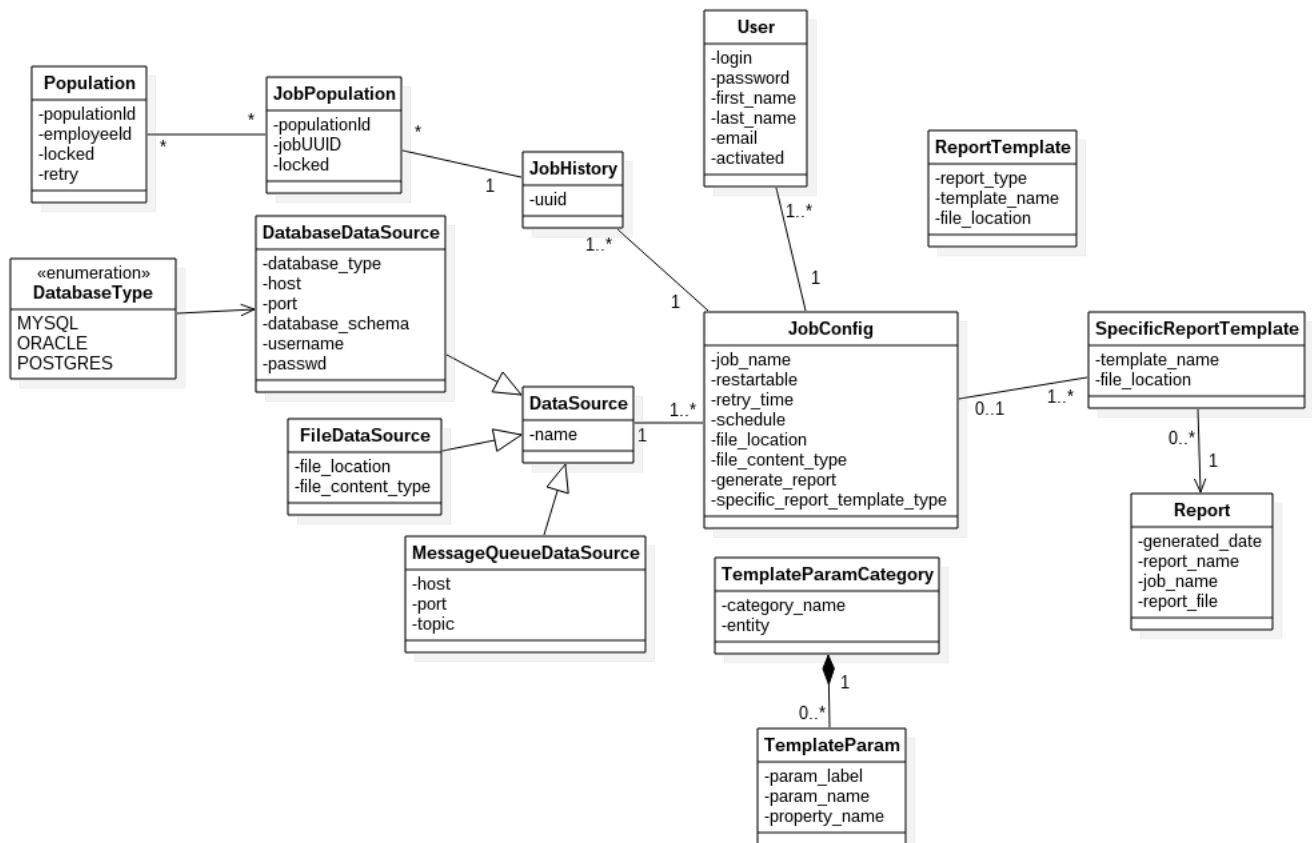 User
-login
-password
-first_name
-last_name
-email
-activated
1..*
1
Population
-populationId
-employeeId
-locked
-retry
*
*
JobPopulation
-populationId
-jobUUID
-locked
*
1
JobHistory
-uuid
1..*
1
ReportTemplate
-report_type
-template_name
-file_location
«enumeration»
DatabaseType
MYSQL
ORACLE
POSTGRES
DatabaseDataSource
-database_type
-host
-port
-database_schema
-username
-passwd
JobConfig
-job_name
-restartable
-retry_time
-schedule
-file_location
-file_content_type
-generate_report
-specific_report_template_type
0..1
1..*
SpecificReportTemplate
-template_name
-file_location
0..*
1
DataSource
-name
1
1..*
FileDataSource
-file_location
-file_content_type
MessageQueueDataSource
-host
-port
-topic
Report
-generated_date
-report_name
-job_name
-report_file
TemplateParamCategory
-category_name
-entity
1
0..*
TemplateParam
-param_label
-param_name
-property_name